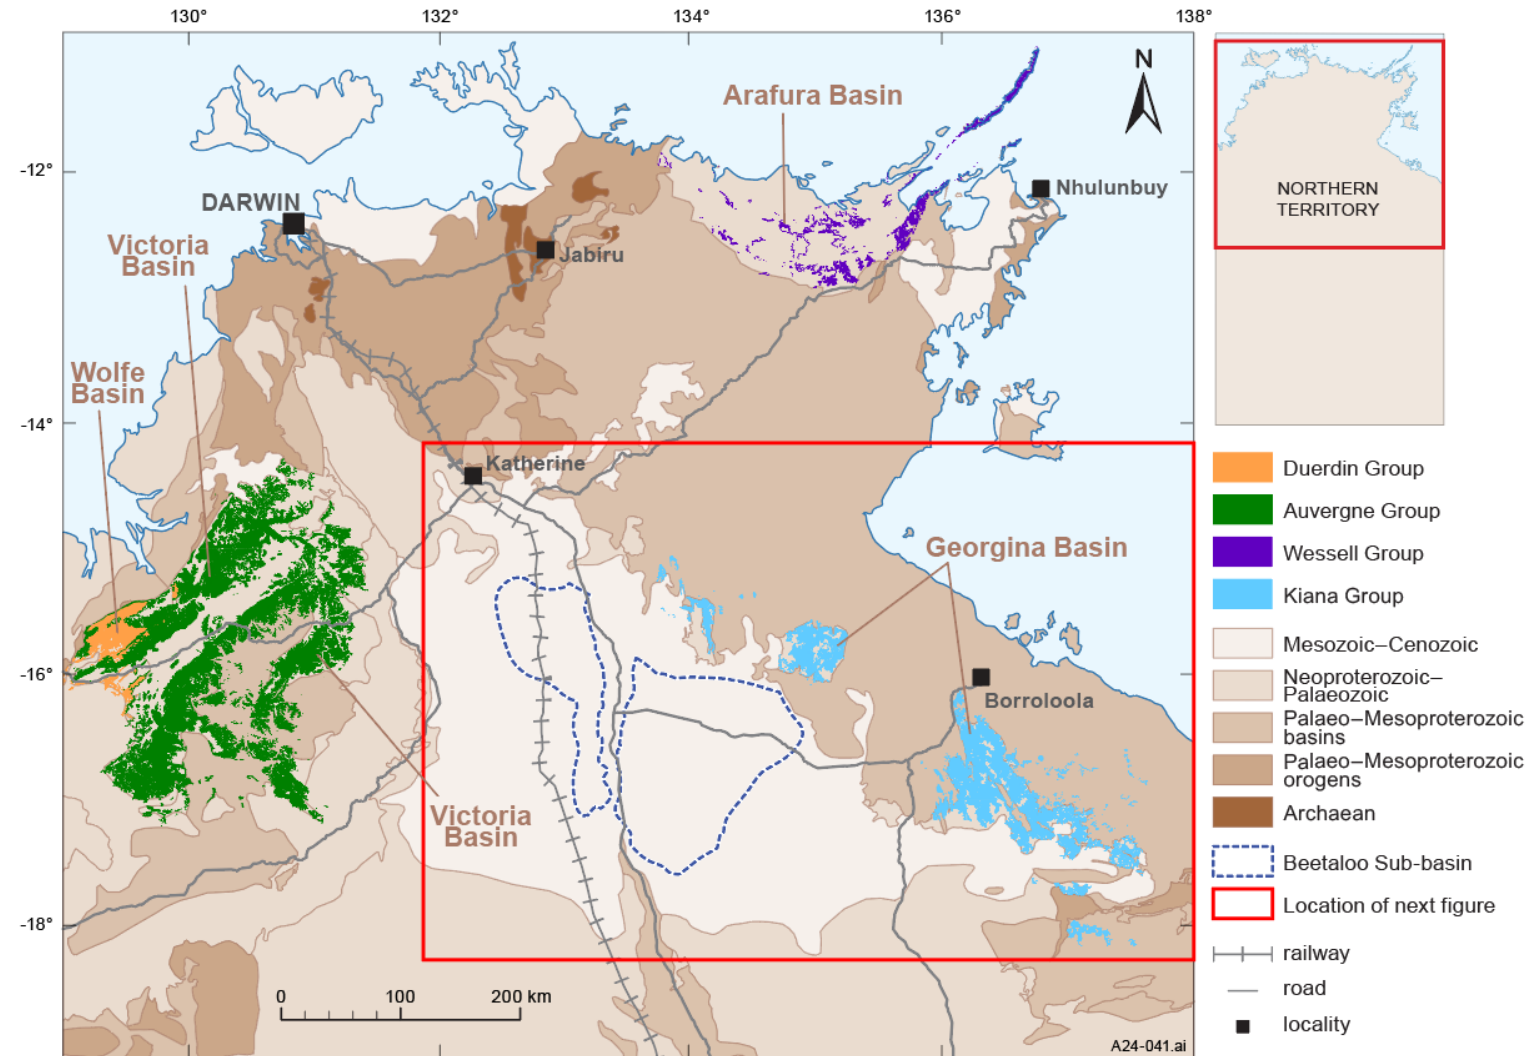 130°
132°
134°
136°
138°
-12°
-14°
-16°
-18°
N
Arafura Basin
DARWIN
Nhulunbuy
Victoria
Basin
Jabiru
Wolfe
Basin
Katherine
Georgina Basin
Borroloola
Victoria
Basin
0 100 200 km
A24-041.ai
NORTHERN
TERRITORY
Duerdin Group
Auvergne Group
Wessell Group
Kiana Group
Mesozoic–Cenozoic
Neoproterozoic–
Palaeozoic
Palaeo–Mesoproterozoic
basins
Palaeo–Mesoproterozoic
orogens
Archaean
Beetaloo Sub-basin
Location of next figure
railway
road
locality